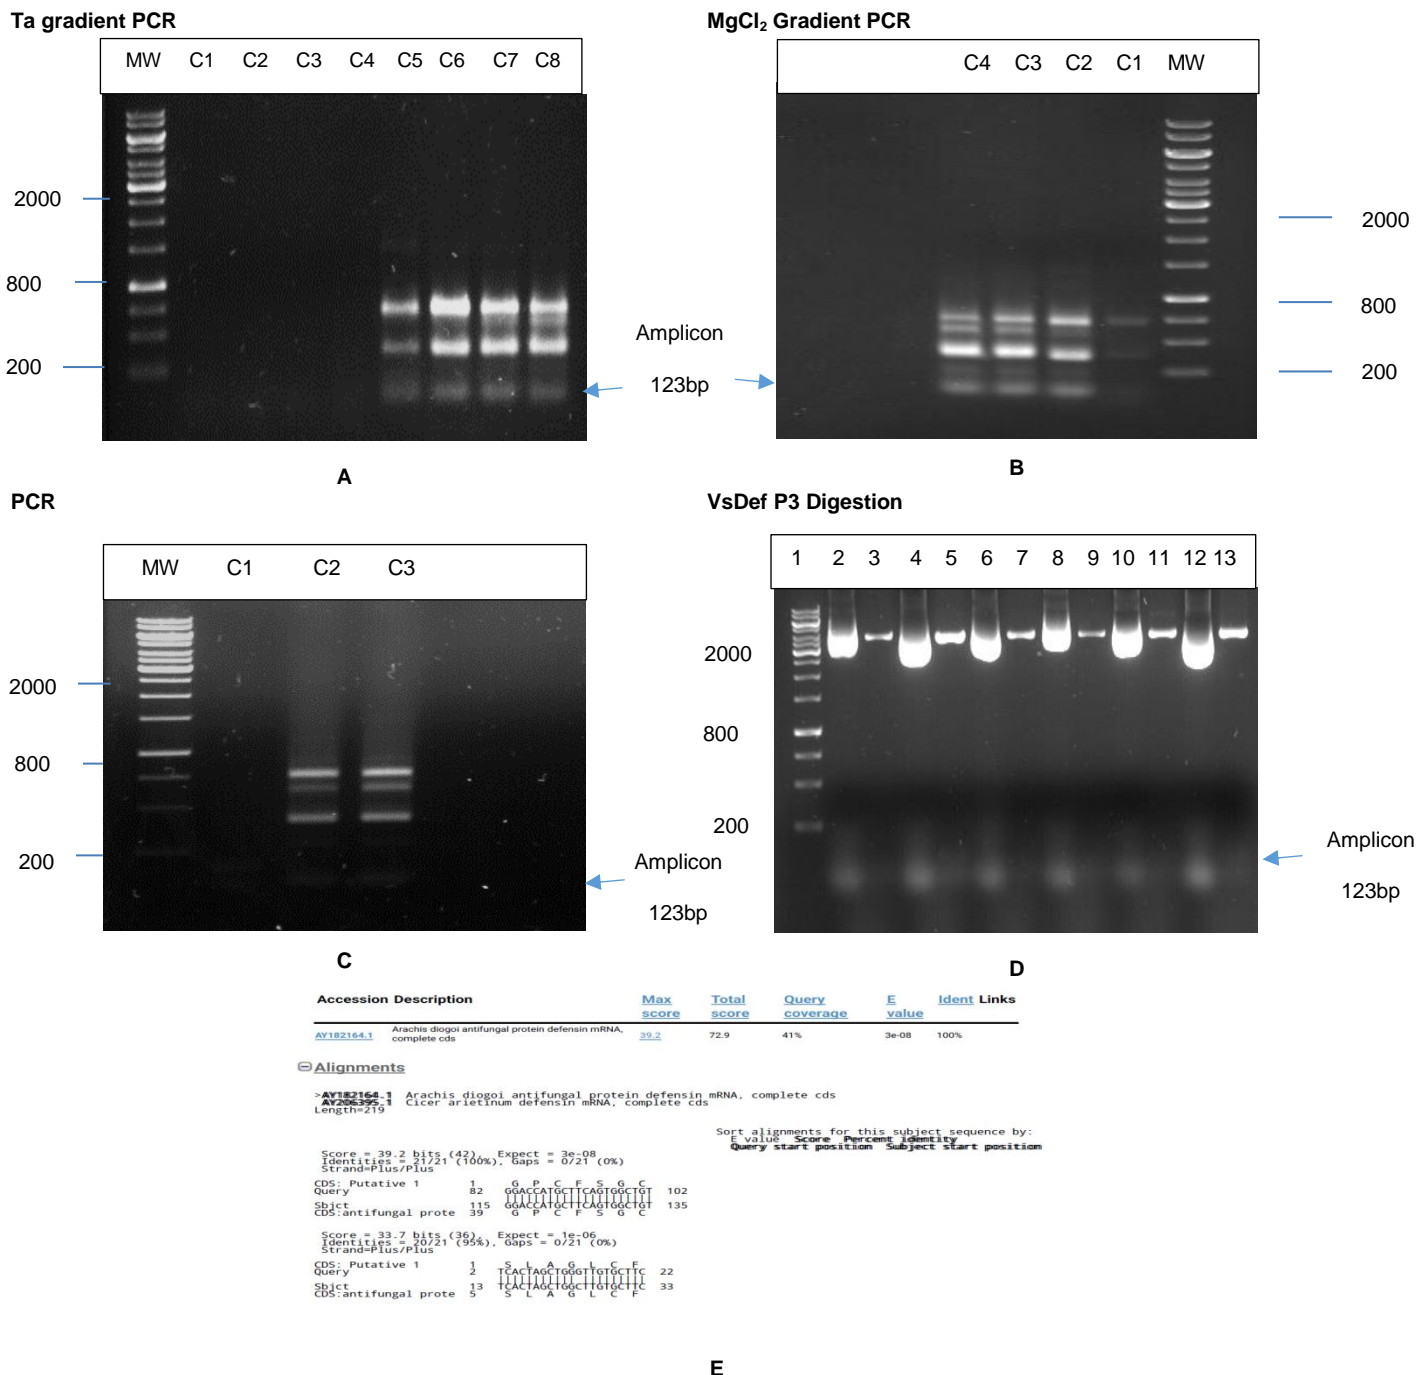 Ta gradient PCR
MW C1 C2 C3 C4 C5 C6 C7 C8
2000
800
200
A
MgCl₂ Gradient PCR
C4 C3 C2 C1 MW
2000
800
200
B
Amplicon
123bp
PCR
MW C1 C2 C3
2000
800
200
Amplicon
123bp
C
VsDef P3 Digestion
1 2 3 4 5 6 7 8 9 10 11 12 13
2000
800
200
Amplicon
123bp
D
Accession Description Max score Total score Query coverage E value Ident Links
AY182164.1 Arachis diogoi antifungal protein defensin mRNA, complete cds 39.2 72.9 41% 3e-08 100%
Alignments
>AY182164.1 Arachis diogoi antifungal protein defensin mRNA, complete cds
AY206395.1 Cicer arietinum defensin mRNA, complete cds
Length=219
Sort alignments for this subject sequence by:
E value Score Percent identity
Query start position Subject start position
Score = 39.2 bits (42), Expect = 3e-08
Identities = 21/21 (100%), Gaps = 0/21 (0%)
Strand=Plus/Plus
CDS: Putative 1 1 G P C F S G C
Query 82 GGACCATGCTTCAGTGGCTGT 102
Sbjct 115 GGACCATGCTTCAGTGGCTGT 135
CDS:antifungal prote 39 G P C F S G C
Score = 33.7 bits (36), Expect = 1e-06
Identities = 20/21 (95%), Gaps = 0/21 (0%)
Strand=Plus/Plus
CDS: Putative 1 1 S L A G L C F
Query 2 TCACTAGCTGGGTTGTGCTTC 22
Sbjct 13 TCACTAGCTGGCTTGTGCTTC 33
CDS:antifungal prote 5 S L A G L C F
E